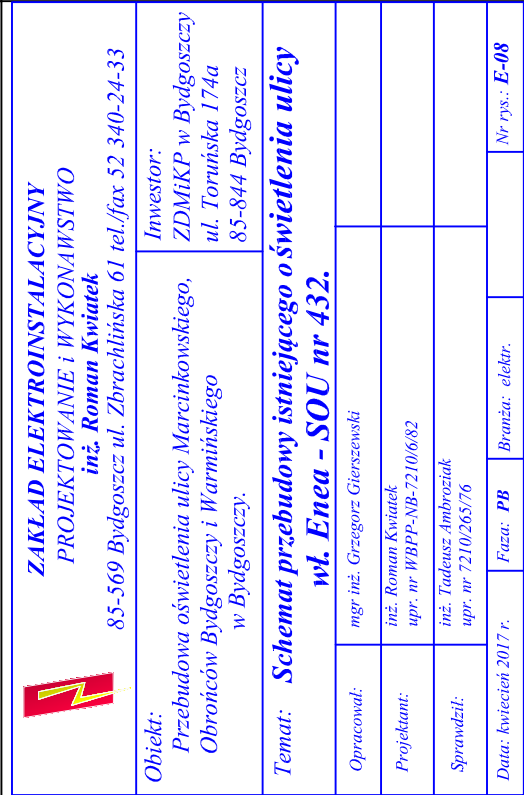 ZAKŁAD ELEKTROINSTALACYJNY
PROJEKTOWANIE i WYKONAWSTWO
inż. Roman Kwiatek
85-569 Bydgoszcz ul. Zbrachlińska 61 tel./fax 52 340-24-33
Obiekt:
Przebudowa oświetlenia ulicy Marcinkowskiego,
Obrońców Bydgoszczy i Warmińskiego
w Bydgoszczy.
Inwestor:
ZDMiKP w Bydgoszczy
ul. Toruńska 174a
85-844 Bydgoszcz
Temat: Schemat przebudowy istniejącego o świetlenia ulicy
wł. Enea - SOU nr 432.
Opracował: mgr inż. Grzegorz Gierszewski
Projektant: inż. Roman Kwiatek
upr. nr WBPP-NB-7210/6/82
Sprawdził: inż. Tadeusz Ambroziak
upr. nr 7210/265/76
Data: kwiecień 2017 r. Faza: PB Branża: elektr. Nr rys.: E-08